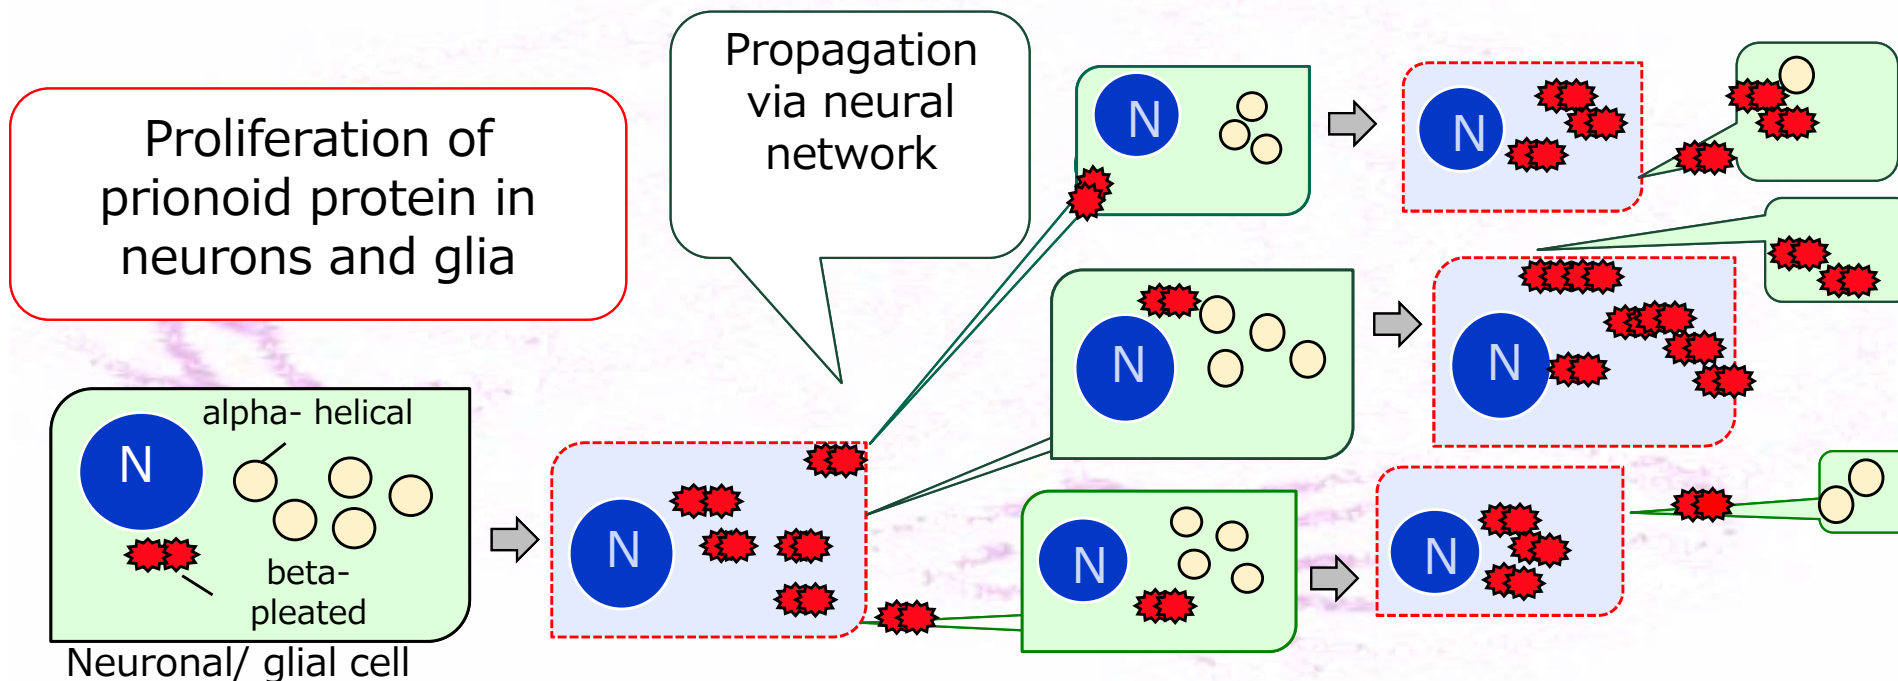 Proliferation of
prionoid protein in
neurons and glia
Propagation
via neural
network
alpha- helical
N
beta-
pleated
Neuronal/ glial cell
N
N
N
N
N
N
N